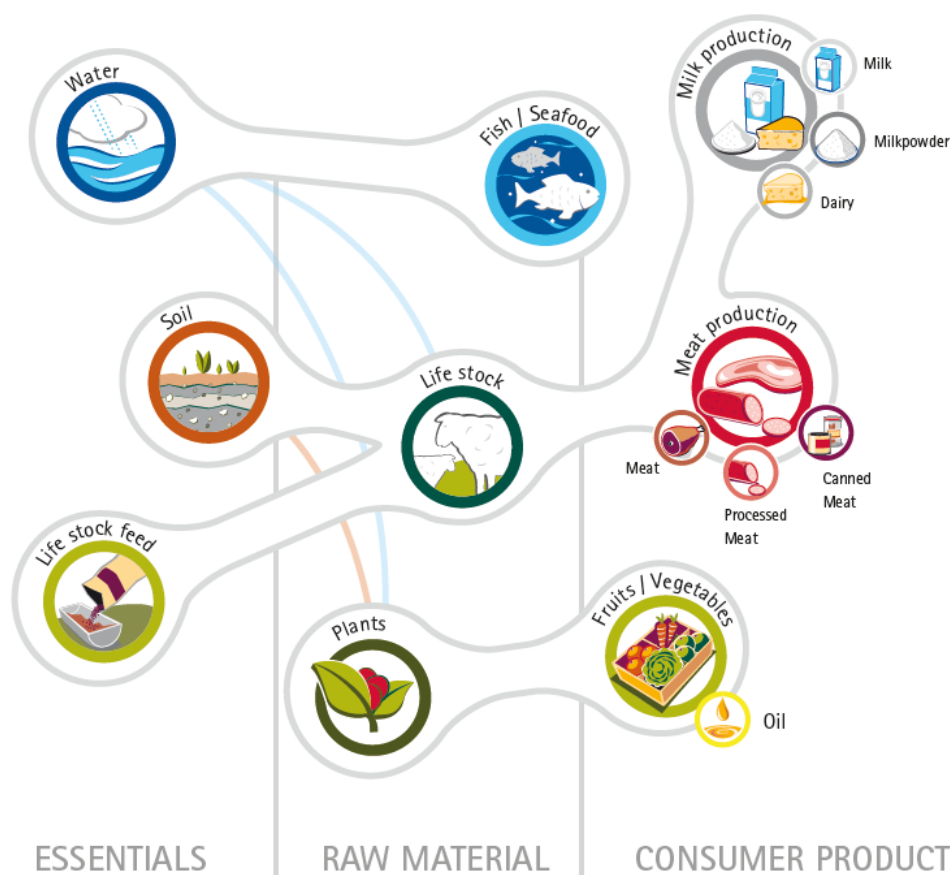 Water
Fish / Seafood
Milk production
Milk
Milkpowder
Dairy
Soil
Life stock
Meat production
Meat
Processed
Meat
Canned
Meat
Life stock feed
Plants
Fruits / Vegetables
Oil
ESSENTIALS
RAW MATERIAL
CONSUMER PRODUCT